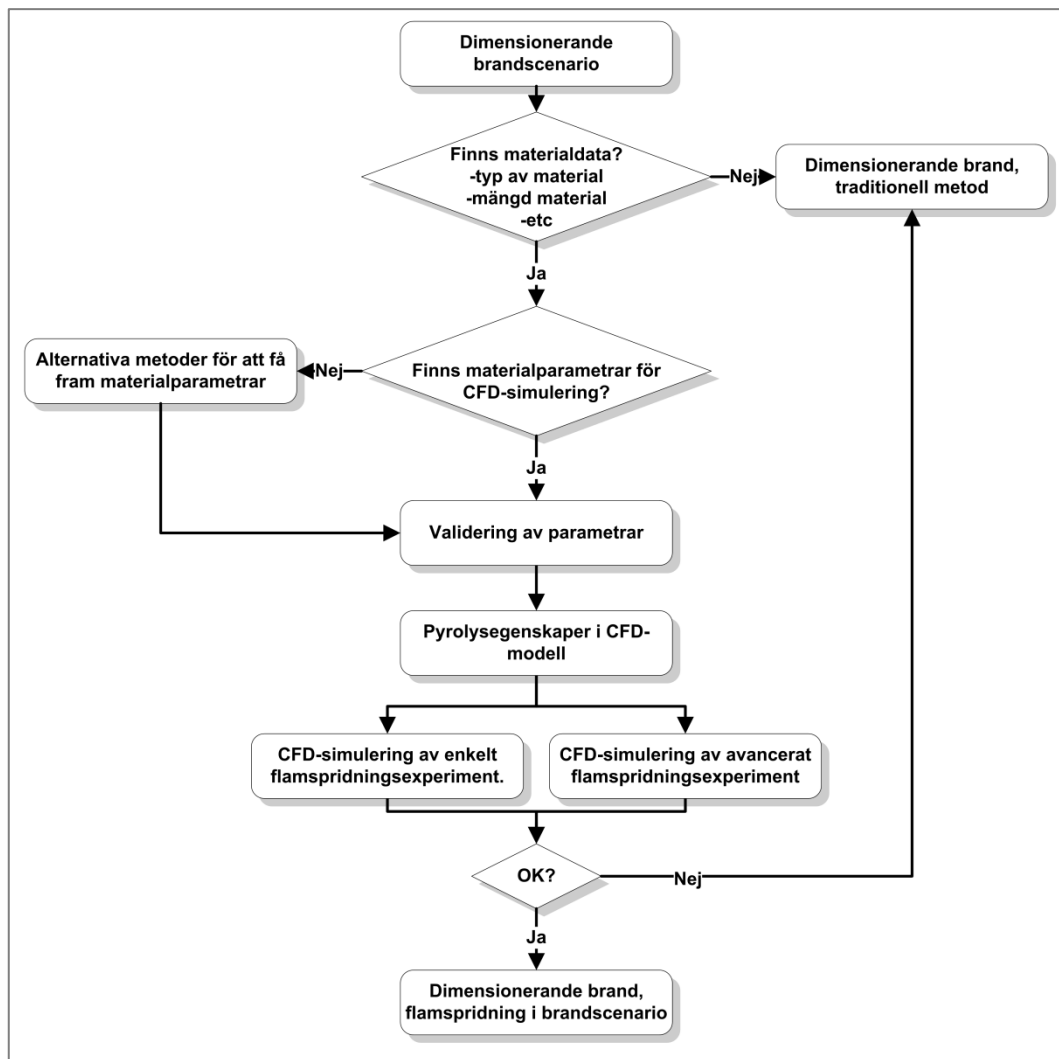 Dimensionerande
brandscenario
Finns materialdata?
-typ av material
-mängd material
-etc
Nej
Dimensionerande brand,
traditionell metod
Ja
Alternativa metoder för att få
fram materialparametrar
Nej
Finns materialparametrar för
CFD-simulering?
Ja
Validering av parametrar
Pyrolysegenskaper i CFD-
modell
CFD-simulering av enkelt
flamspridningsexperiment.
CFD-simulering av avancerat
flamspridningsexperiment
OK?
Nej
Ja
Dimensionerande brand,
flamspridning i brandscenario